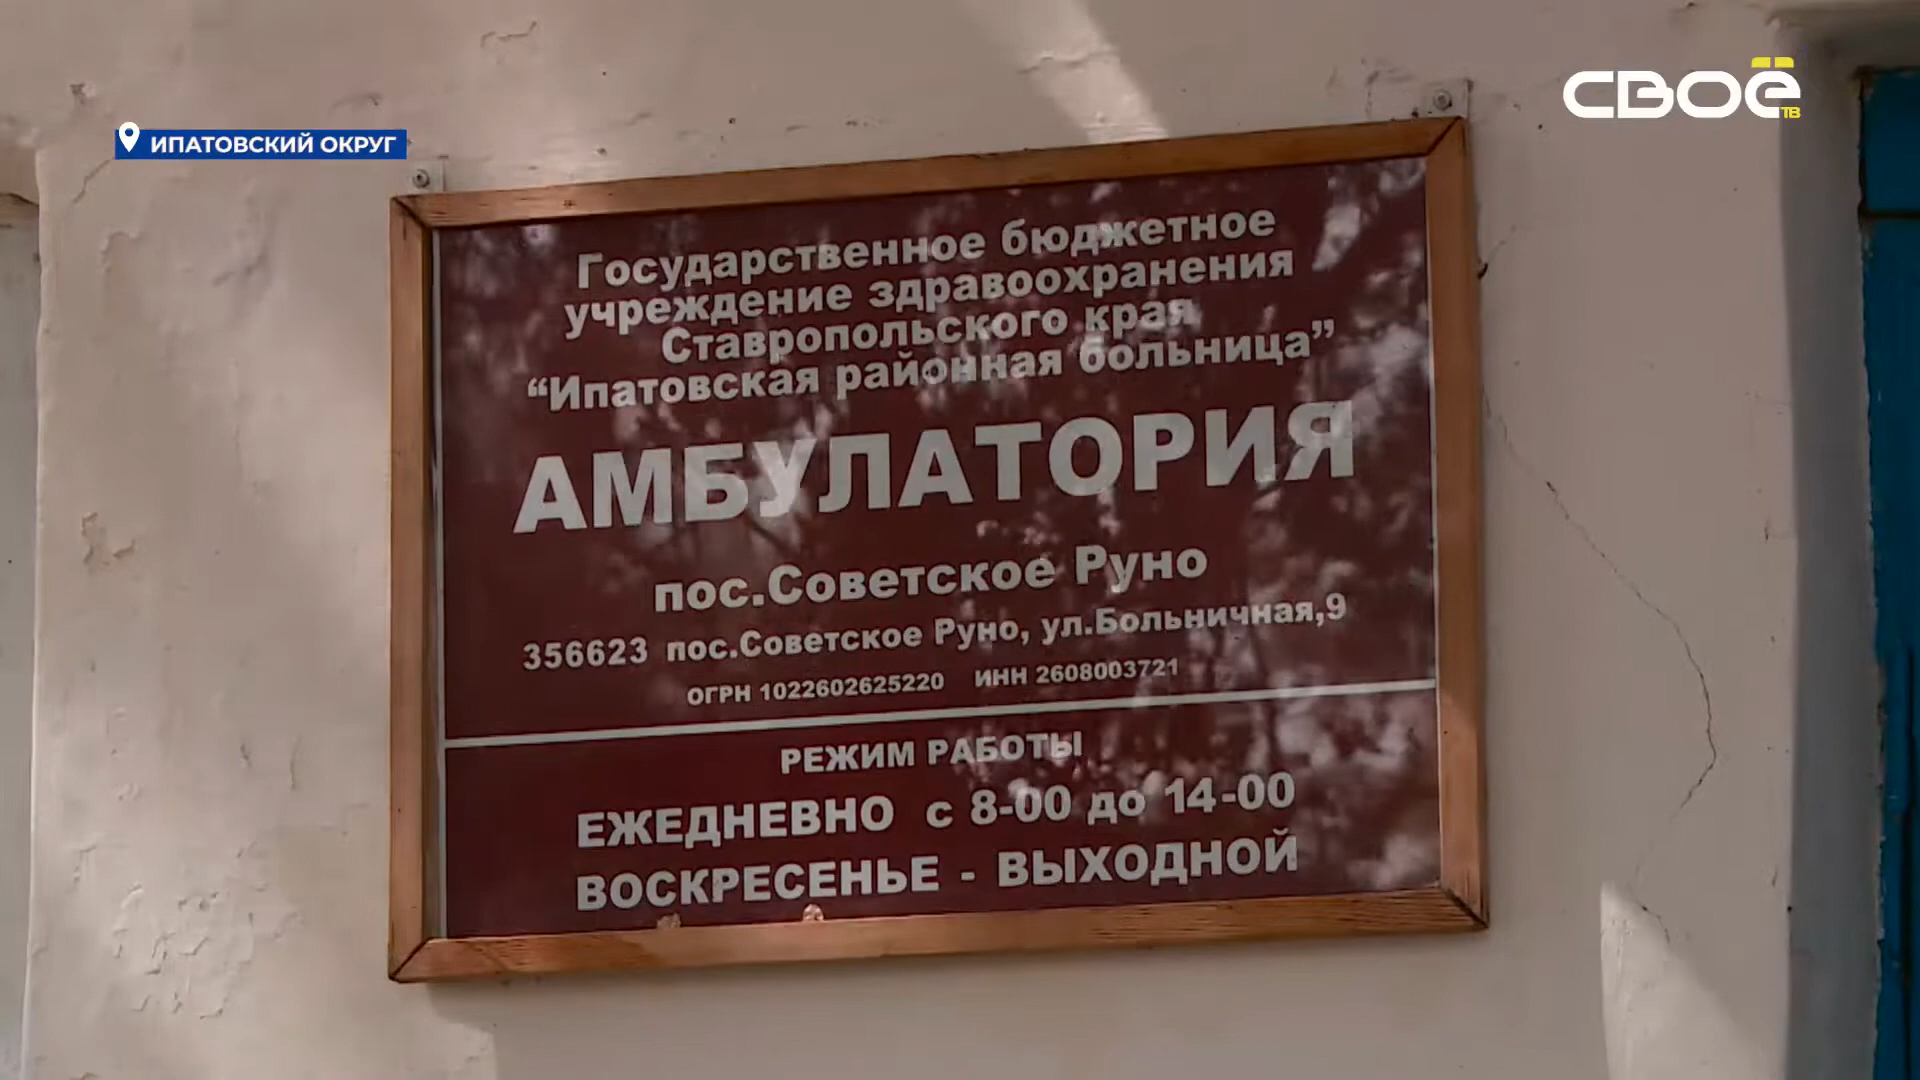 ИПАТОВСКИЙ ОКРУГ
СВОЁ
ТВ
Государственное бюджетное
учреждение здравоохранения
Ставропольского края
“Ипатовская районная больница”
АМБУЛАТОРИЯ
пос.Советское Руно
356623 пос.Советское Руно, ул.Больничная,9
ОГРН 1022602625220 ИНН 2608003721
РЕЖИМ РАБОТЫ
ЕЖЕДНЕВНО с 8-00 до 14-00
ВОСКРЕСЕНЬЕ - ВЫХОДНОЙ